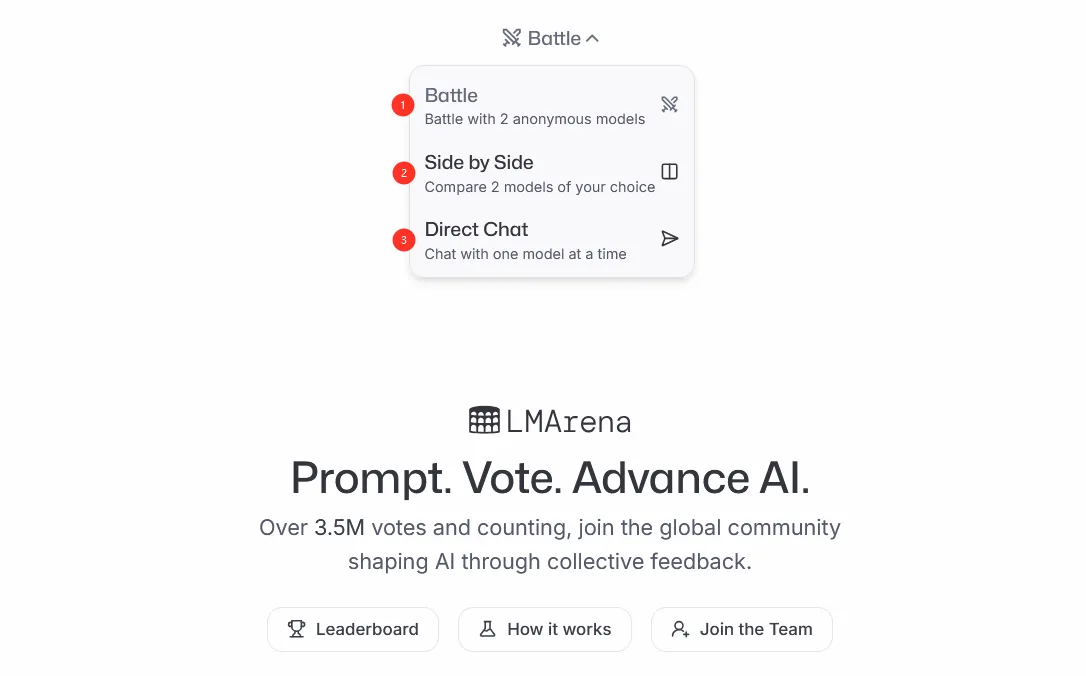 Battle
1
Battle
Battle with 2 anonymous models
2
Side by Side
Compare 2 models of your choice
3
Direct Chat
Chat with one model at a time
LMArena
Prompt. Vote. Advance AI.
Over 3.5M votes and counting, join the global community
shaping AI through collective feedback.
Leaderboard
How it works
Join the Team